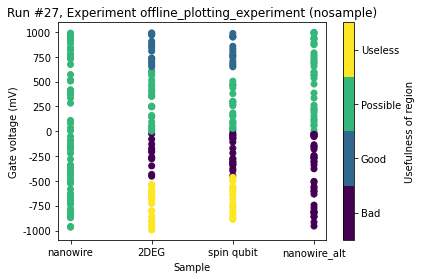 Run #27, Experiment offline_plotting_experiment (nosample)
1000
750
500
250
0
-250
-500
-750
-1000
Gate voltage (mV)
nanowire
2DEG
spin qubit
nanowire_alt
Sample
Useless
Possible
Good
Bad
Usefulness of region